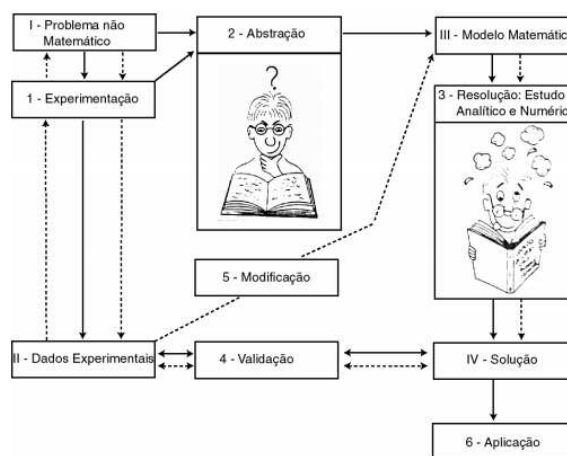 I - Problema não
Matemático
2 - Abstração
III - Modelo Matemátic
1 - Experimentação
3 - Resolução: Estudo
Analítico e Numéric
?
5 - Modificação
II - Dados Experimentais
4 - Validação
IV - Solução
6 - Aplicação